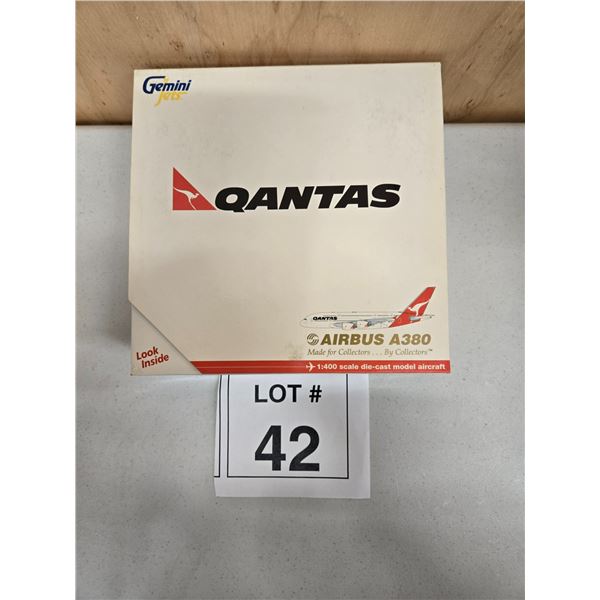 Gemini
Jets
QANTAS
QANTAS
AIRBUS A380
Made for Collectors . . . By Collectors™
1:400 scale die-cast model aircraft
Look
Inside
LOT #
42